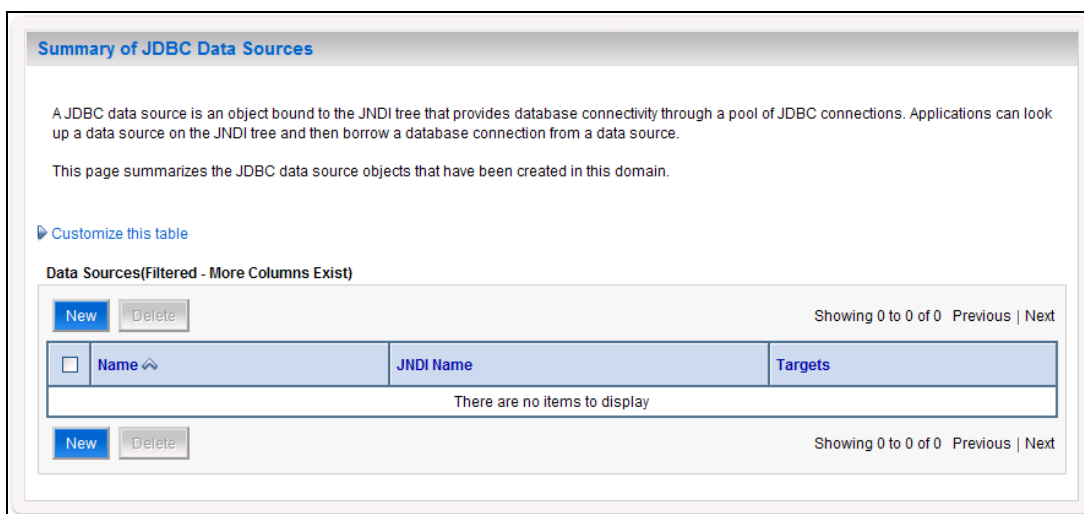 Summary of JDBC Data Sources
A JDBC data source is an object bound to the JNDI tree that provides database connectivity through a pool of JDBC connections. Applications can look
up a data source on the JNDI tree and then borrow a database connection from a data source.
This page summarizes the JDBC data source objects that have been created in this domain.
Customize this table
Data Sources(Filtered - More Columns Exist)
New Delete Showing 0 to 0 of 0 Previous | Next
Name JNDI Name Targets
There are no items to display
New Delete Showing 0 to 0 of 0 Previous | Next